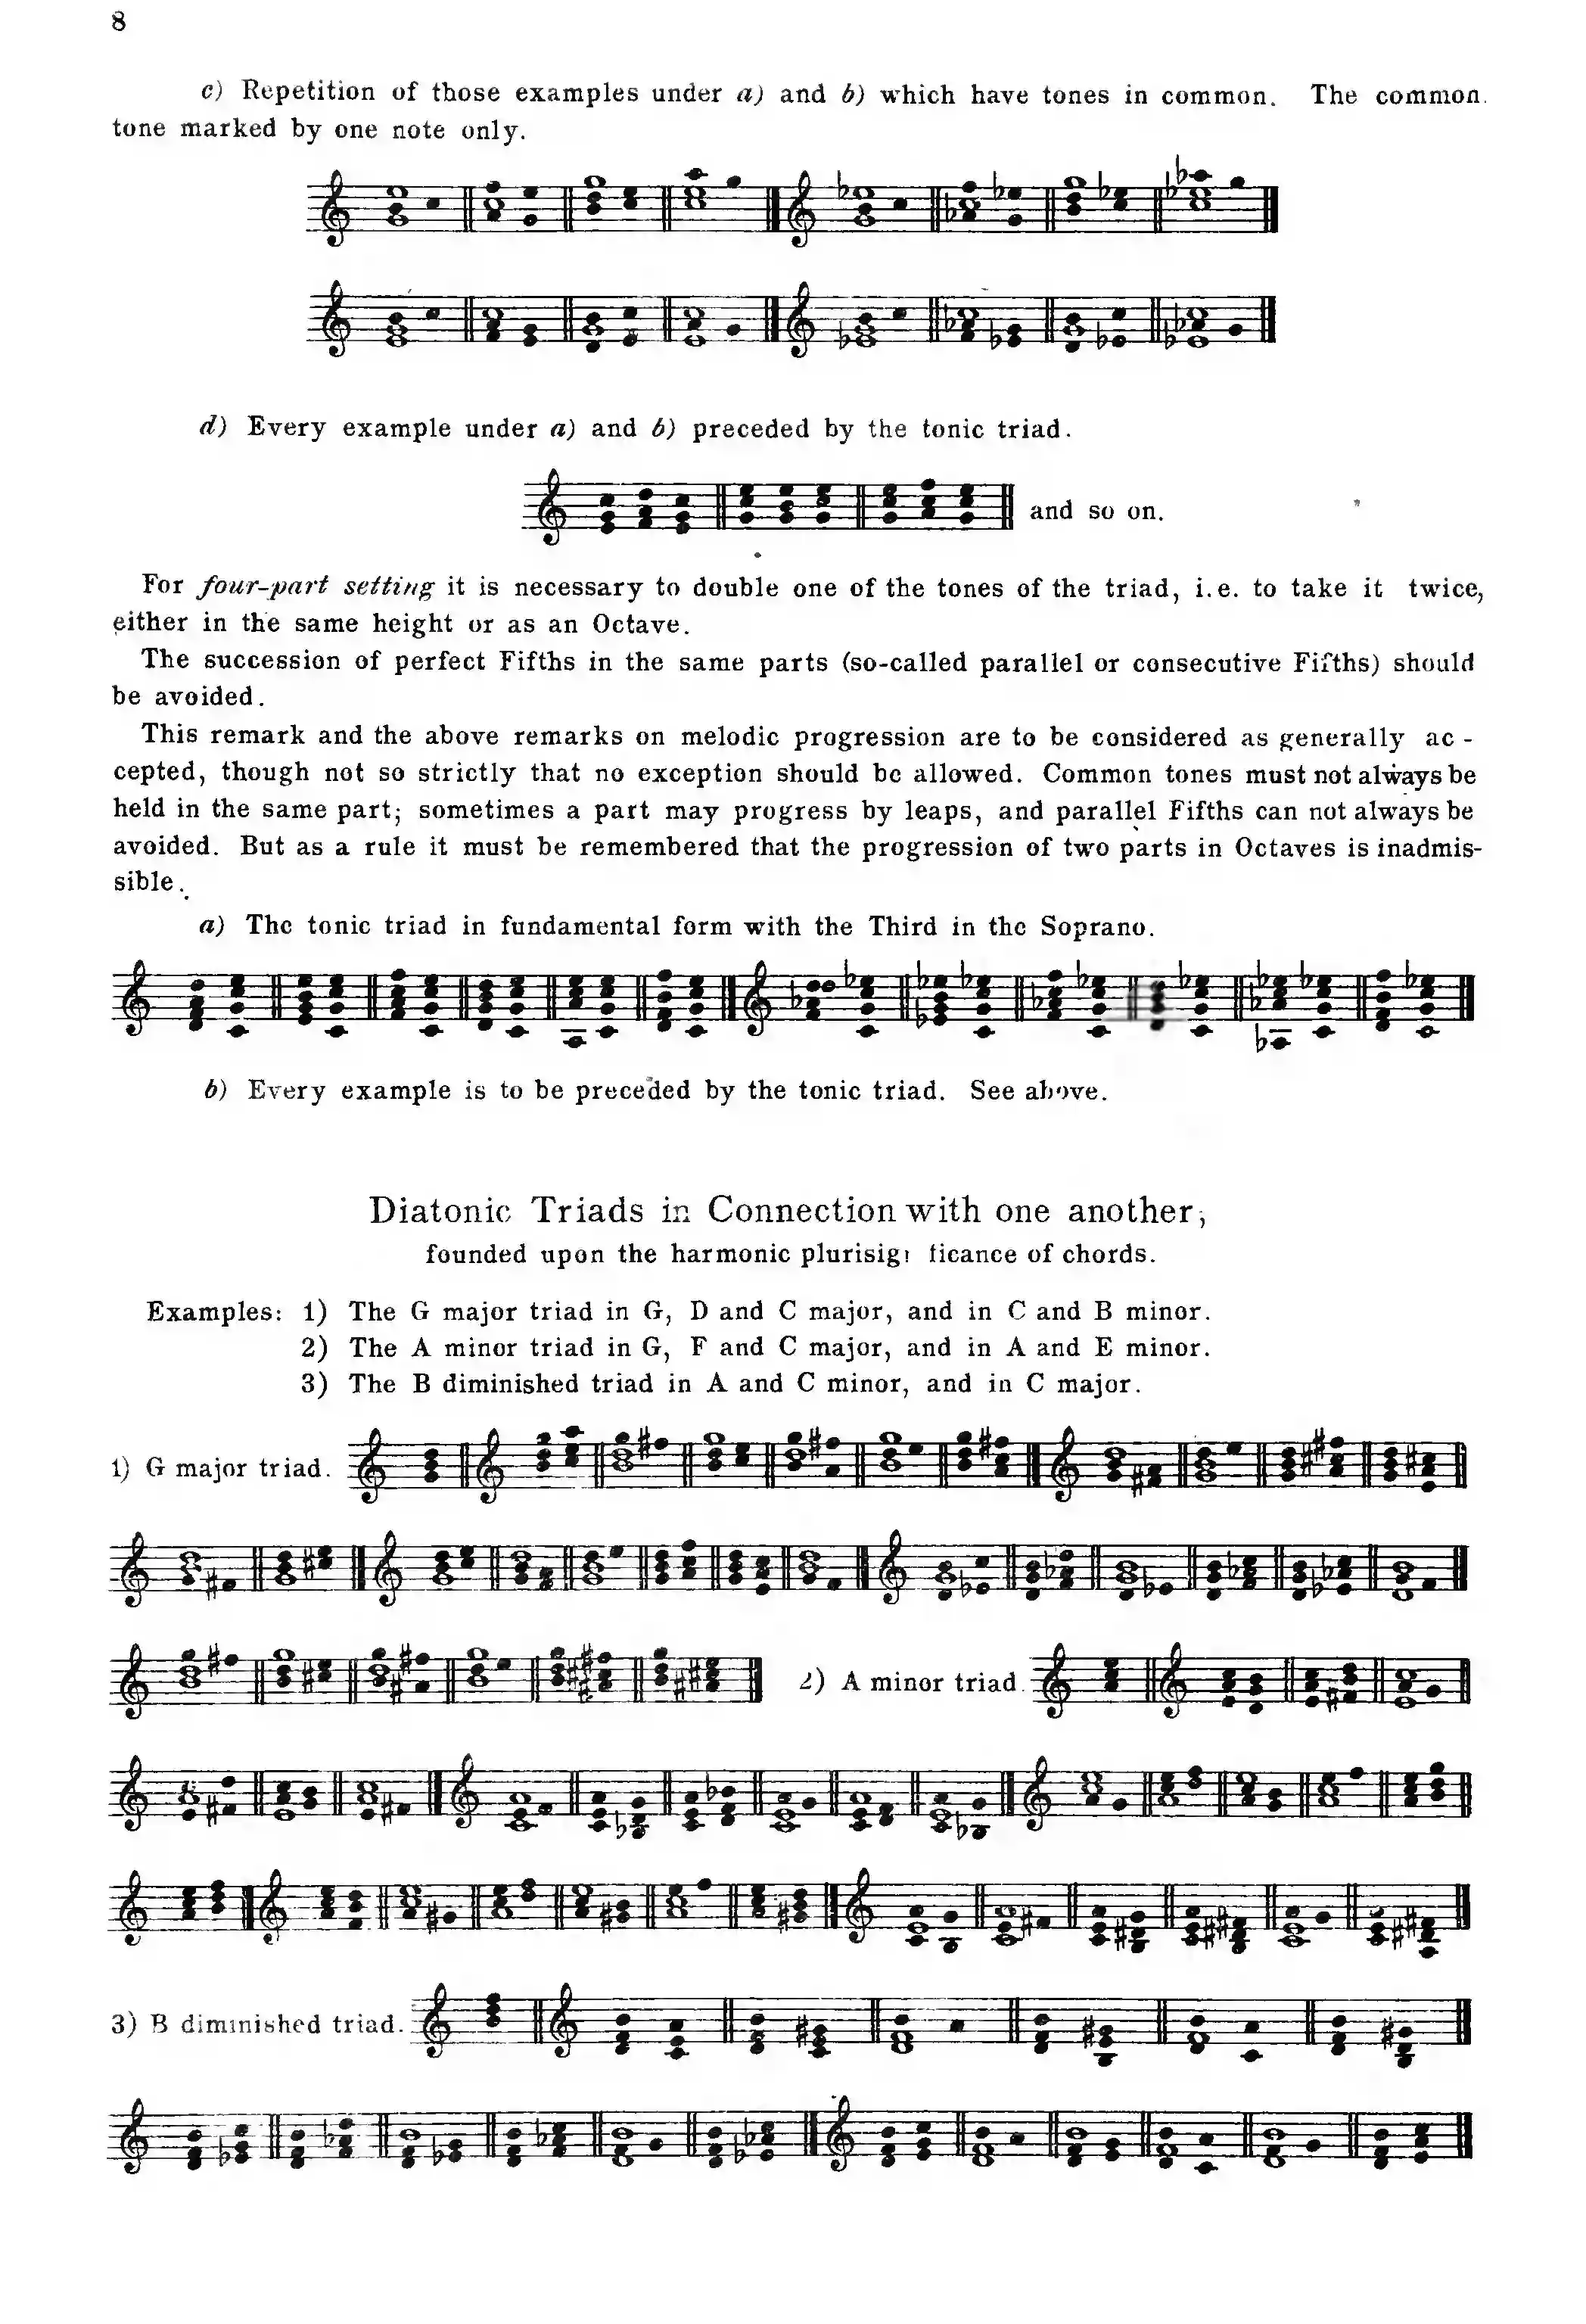 8
c) Repetition of those examples under a) and b) which have tones in common. The common
tone marked by one note only.
d) Every example under a) and b) preceded by the tonic triad.
and so on.
For four-part setting it is necessary to double one of the tones of the triad, i.e. to take it twice,
either in the same height or as an Octave.
The succession of perfect Fifths in the same parts (so-called parallel or consecutive Fifths) should
be avoided.
This remark and the above remarks on melodic progression are to be considered as generally ac-
cepted, though not so strictly that no exception should be allowed. Common tones must not always be
held in the same part; sometimes a part may progress by leaps, and parallel Fifths can not always be
avoided. But as a rule it must be remembered that the progression of two parts in Octaves is inadmis-
sible.
a) The tonic triad in fundamental form with the Third in the Soprano.
b) Every example is to be preceded by the tonic triad. See above.
Diatonic Triads in Connection with one another,
founded upon the harmonic plurisignificance of chords.
Examples: 1) The G major triad in G, D and C major, and in C and B minor.
2) The A minor triad in G, F and C major, and in A and E minor.
3) The B diminished triad in A and C minor, and in C major.
1) G major triad.
2) A minor triad
3) B diminished triad.